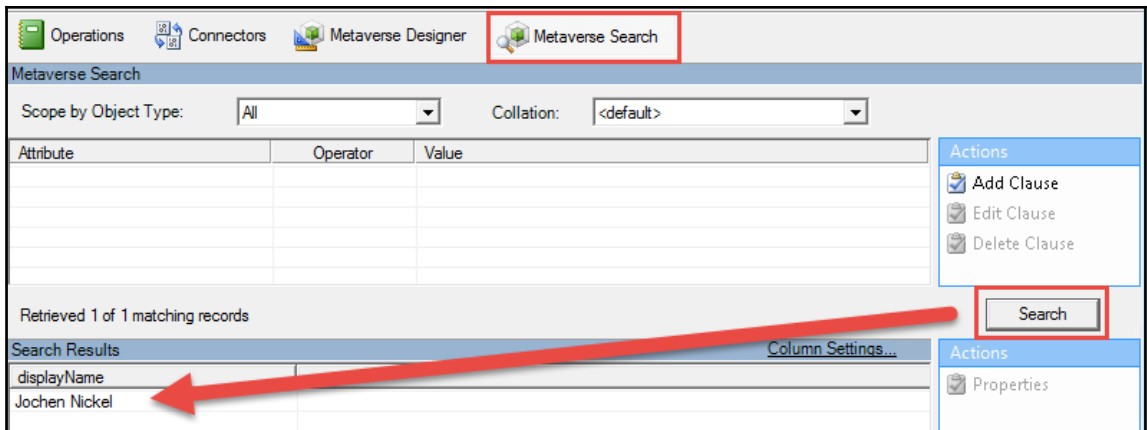 Operations Connectors Metaverse Designer Metaverse Search
Metaverse Search
Scope by Object Type: All Collation: <default>
Attribute Operator Value Actions
Add Clause
Edit Clause
Delete Clause
Retrieved 1 of 1 matching records Search
Search Results Column Settings... Actions
displayName Properties
Jochen Nickel